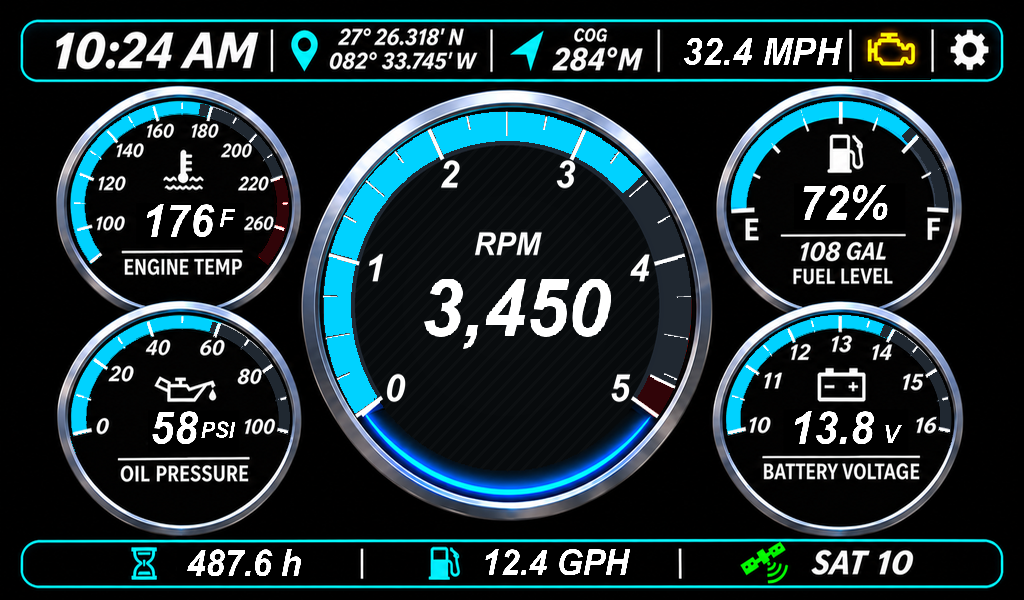 10:24 AM
27° 26.318' N
082° 33.745' W
COG
284°M
32.4 MPH
100
120
140
160
180
200
220
260
176 F
ENGINE TEMP
0
1
2
3
4
5
RPM
3,450
E
F
72%
108 GAL
FUEL LEVEL
0
20
40
60
80
100
58 PSI
OIL PRESSURE
10
11
12
13
14
15
16
13.8 V
BATTERY VOLTAGE
487.6 h
12.4 GPH
SAT 10